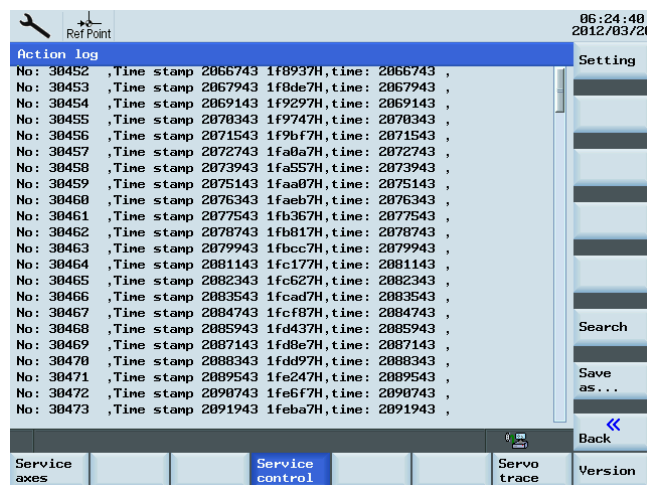 Ref Point
06:24:40
2012/03/20
Action log
Setting
No: 30452 ,Time stamp 2066743 1f8937H,time: 2066743 ,
No: 30453 ,Time stamp 2067943 1f8de7H,time: 2067943 ,
No: 30454 ,Time stamp 2069143 1f9297H,time: 2069143 ,
No: 30455 ,Time stamp 2070343 1f9747H,time: 2070343 ,
No: 30456 ,Time stamp 2071543 1f9bf7H,time: 2071543 ,
No: 30457 ,Time stamp 2072743 1fa0a7H,time: 2072743 ,
No: 30458 ,Time stamp 2073943 1fa557H,time: 2073943 ,
No: 30459 ,Time stamp 2075143 1faa07H,time: 2075143 ,
No: 30460 ,Time stamp 2076343 1faeb7H,time: 2076343 ,
No: 30461 ,Time stamp 2077543 1fb367H,time: 2077543 ,
No: 30462 ,Time stamp 2078743 1fb817H,time: 2078743 ,
No: 30463 ,Time stamp 2079943 1fbcc7H,time: 2079943 ,
No: 30464 ,Time stamp 2081143 1fc177H,time: 2081143 ,
No: 30465 ,Time stamp 2082343 1fc627H,time: 2082343 ,
No: 30466 ,Time stamp 2083543 1fcad7H,time: 2083543 ,
No: 30467 ,Time stamp 2084743 1fcf87H,time: 2084743 ,
No: 30468 ,Time stamp 2085943 1fd437H,time: 2085943 ,
No: 30469 ,Time stamp 2087143 1fd8e7H,time: 2087143 ,
No: 30470 ,Time stamp 2088343 1fdd97H,time: 2088343 ,
No: 30471 ,Time stamp 2089543 1fe247H,time: 2089543 ,
No: 30472 ,Time stamp 2090743 1fe6f7H,time: 2090743 ,
No: 30473 ,Time stamp 2091943 1feba7H,time: 2091943 ,
Search
Save
as...
Back
Service
axes
Service
control
Servo
trace
Version